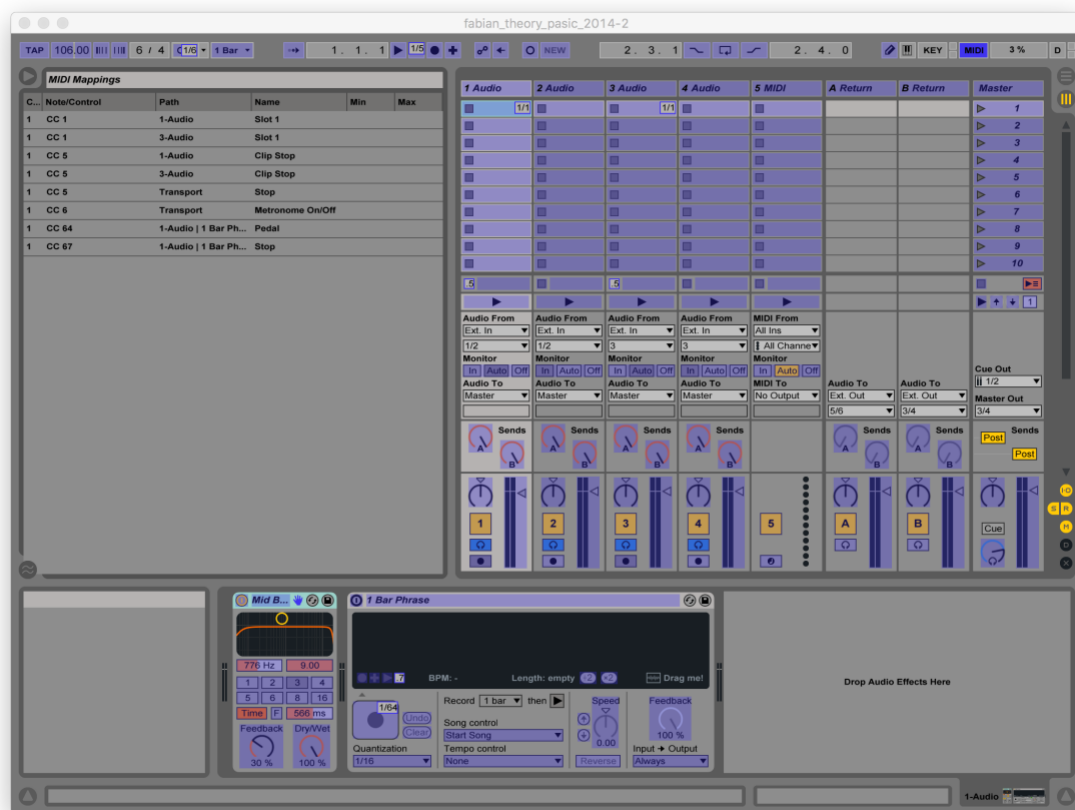 fabian_theory_pasic_2014-2
TAP 106.00 6 / 4 1/6 1 Bar 1. 1. 1 1/5 NEW 2. 3. 1 2. 4. 0 KEY MIDI 3 % D
MIDI Mappings
C... Note/Control Path Name Min Max
1 CC 1 1-Audio Slot 1
1 CC 1 3-Audio Slot 1
1 CC 5 1-Audio Clip Stop
1 CC 5 3-Audio Clip Stop
1 CC 5 Transport Stop
1 CC 6 Transport Metronome On/Off
1 CC 64 1-Audio | 1 Bar Ph... Pedal
1 CC 67 1-Audio | 1 Bar Ph... Stop
1 Audio 2 Audio 3 Audio 4 Audio 5 MIDI A Return B Return Master
1/1 1/1 1
2
3
4
5
6
7
8
9
10
5 5
1
Audio From Audio From Audio From Audio From MIDI From
Ext. In Ext. In Ext. In Ext. In All Ins
1/2 1/2 3 3 All Channe
Monitor Monitor Monitor Monitor Monitor
In Auto Off In Auto Off In Auto Off In Auto Off In Auto Off
Cue Out
1/2
Audio To Audio To Audio To Audio To MIDI To Audio To Audio To
Master Master Master Master No Output Ext. Out Ext. Out
Master Out
5/6 3/4 3/4
Sends Sends Sends Sends Sends Sends Sends
A A A A A A Post
B B B B B B Post
1 2 3 4 5 A B Cue
I-O
S R
M
D
X
Mid B... 1 Bar Phrase
776 Hz 9.00
1 2 3 4
5 6 8 16
Time F 566 ms
Feedback Dry/Wet
30 % 100 %
7 BPM: - Length: empty ÷2 ×2 Drag me!
1/64 Undo
Clear
Quantization
1/16
Record 1 bar then
Song control
Start Song
Tempo control
None
Speed
0.00
Reverse
Feedback
100 %
Input → Output
Always
Drop Audio Effects Here
1-Audio